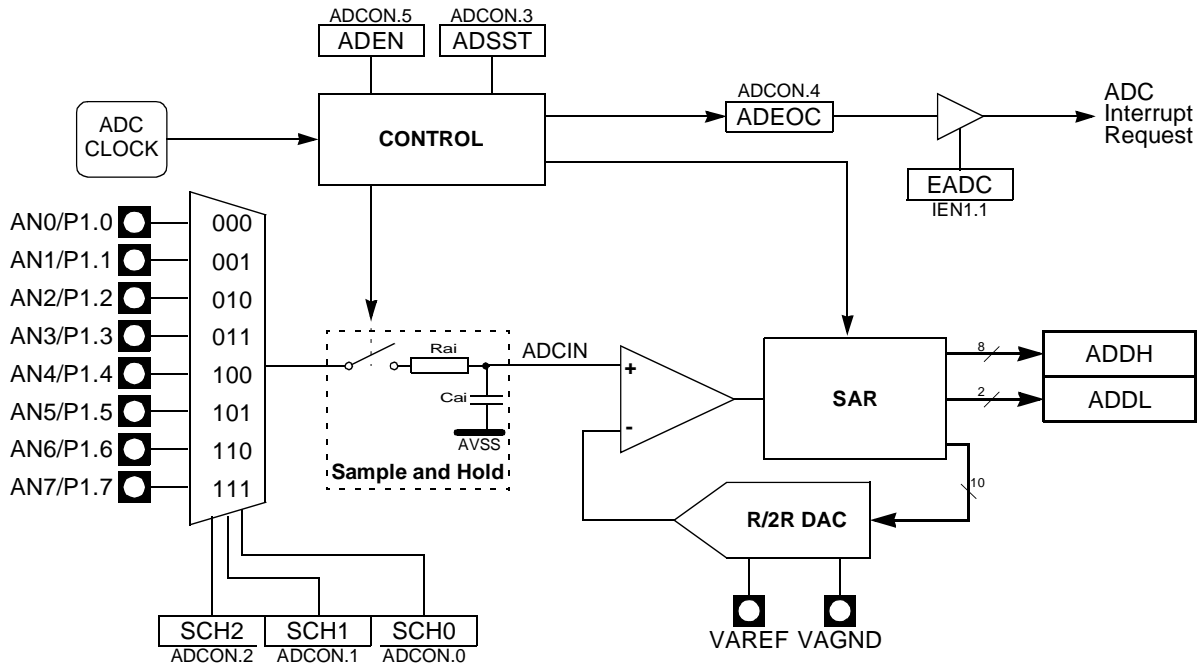 ADCON.5
ADEN
ADCON.3
ADSST
ADC
CLOCK
CONTROL
ADCON.4
ADEOC
ADC
Interrupt
Request
EADC
IEN1.1
AN0/P1.0
000
AN1/P1.1
001
AN2/P1.2
010
AN3/P1.3
011
AN4/P1.4
100
AN5/P1.5
101
AN6/P1.6
110
AN7/P1.7
111
Rai
Cai
AVSS
Sample and Hold
ADCIN
+
-
SAR
8
ADDH
2
ADDL
10
R/2R DAC
VAREF
VAGND
SCH2
ADCON.2
SCH1
ADCON.1
SCH0
ADCON.0